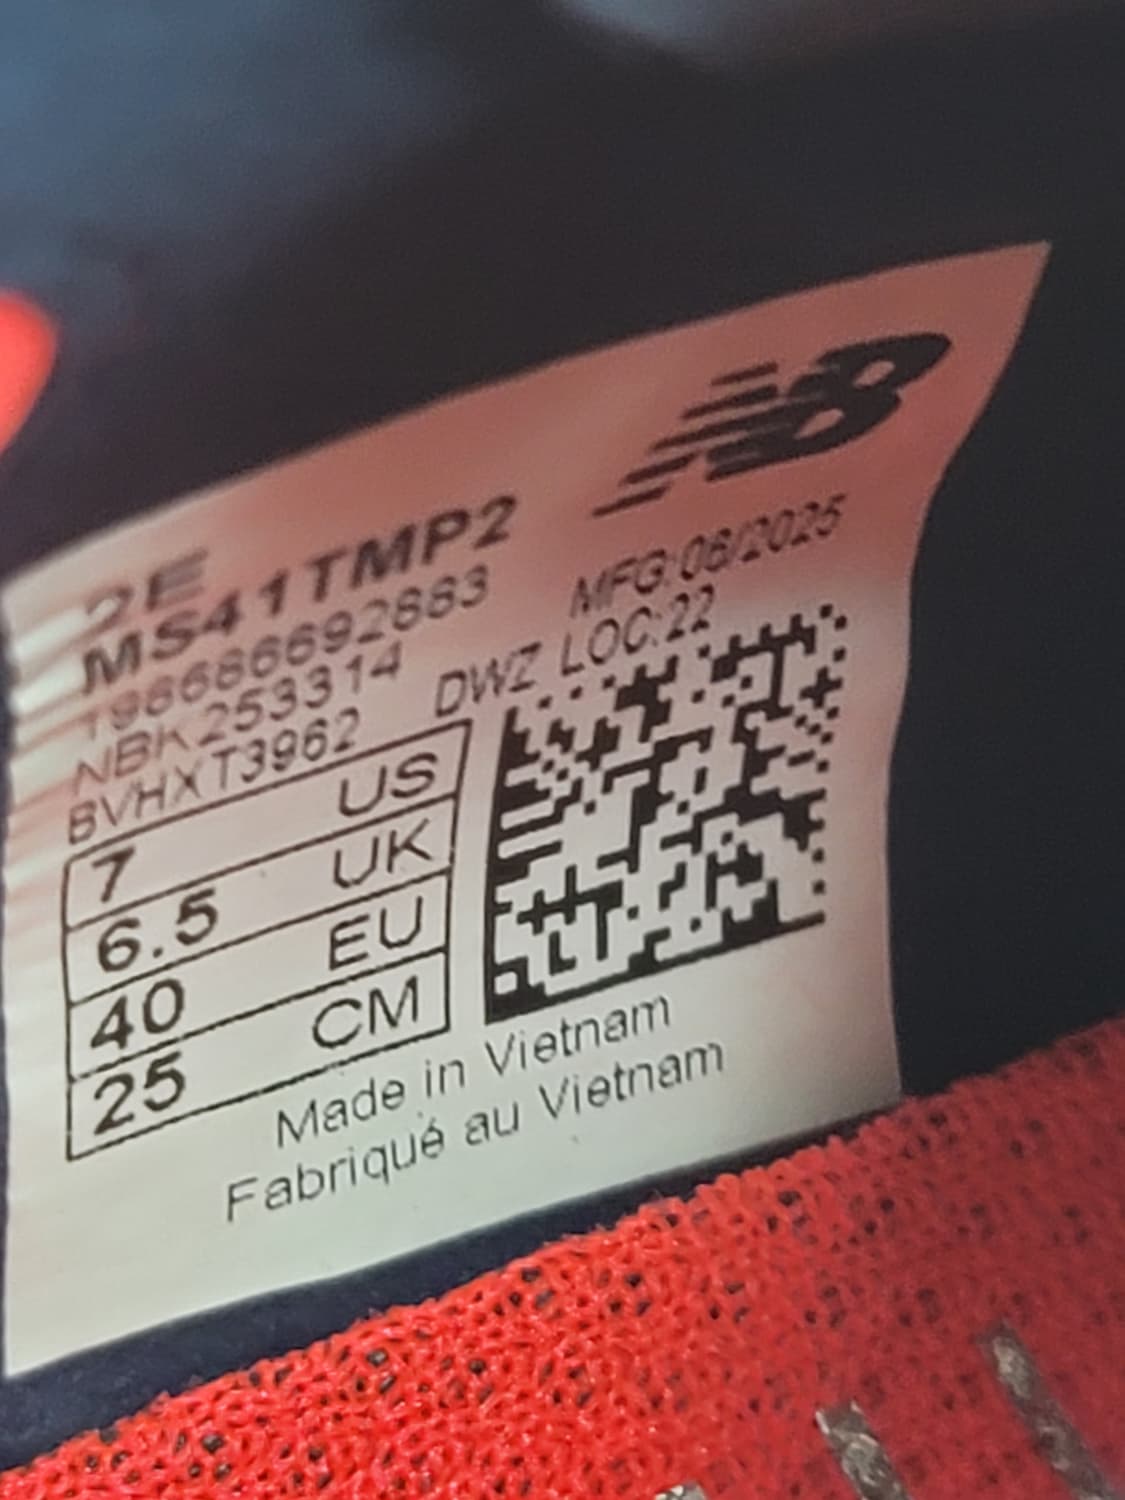 2E
MS41TMP2
198686692883
NBK253314
BVHXT3962
MFG:06/2025
DWZ LOC:22
7 US
6.5 UK
40 EU
25 CM
Made in Vietnam
Fabriqué au Vietnam